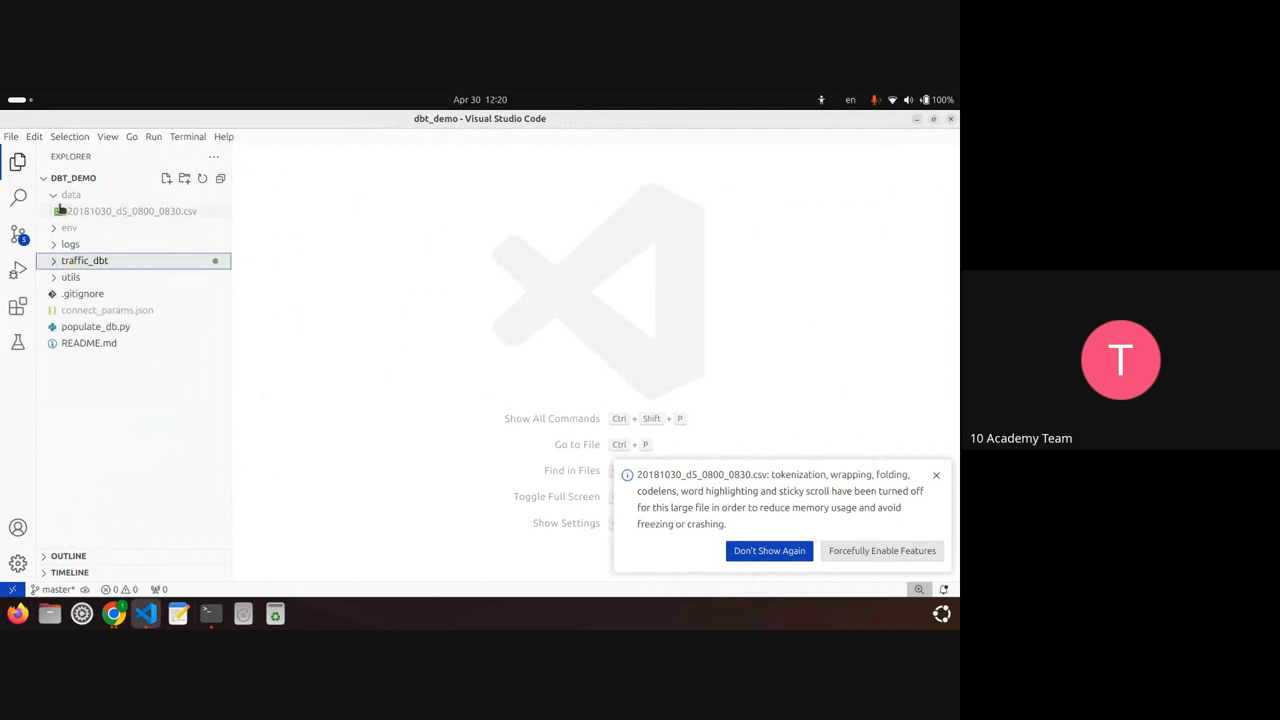 Apr 30 12:20
en
100%
dbt_demo - Visual Studio Code
File Edit Selection View Go Run Terminal Help
EXPLORER
DBT_DEMO
data
20181030_d5_0800_0830.csv
env
logs
traffic_dbt
utils
.gitignore
connect_params.json
populate_db.py
README.md
5
Show All Commands Ctrl + Shift + P
Go to File Ctrl + P
Find in Files
Toggle Full Screen
Show Settings
20181030_d5_0800_0830.csv: tokenization, wrapping, folding,
codelens, word highlighting and sticky scroll have been turned off
for this large file in order to reduce memory usage and avoid
freezing or crashing.
Don't Show Again Forcefully Enable Features
OUTLINE
TIMELINE
master* 0 0 0
T
10 Academy Team